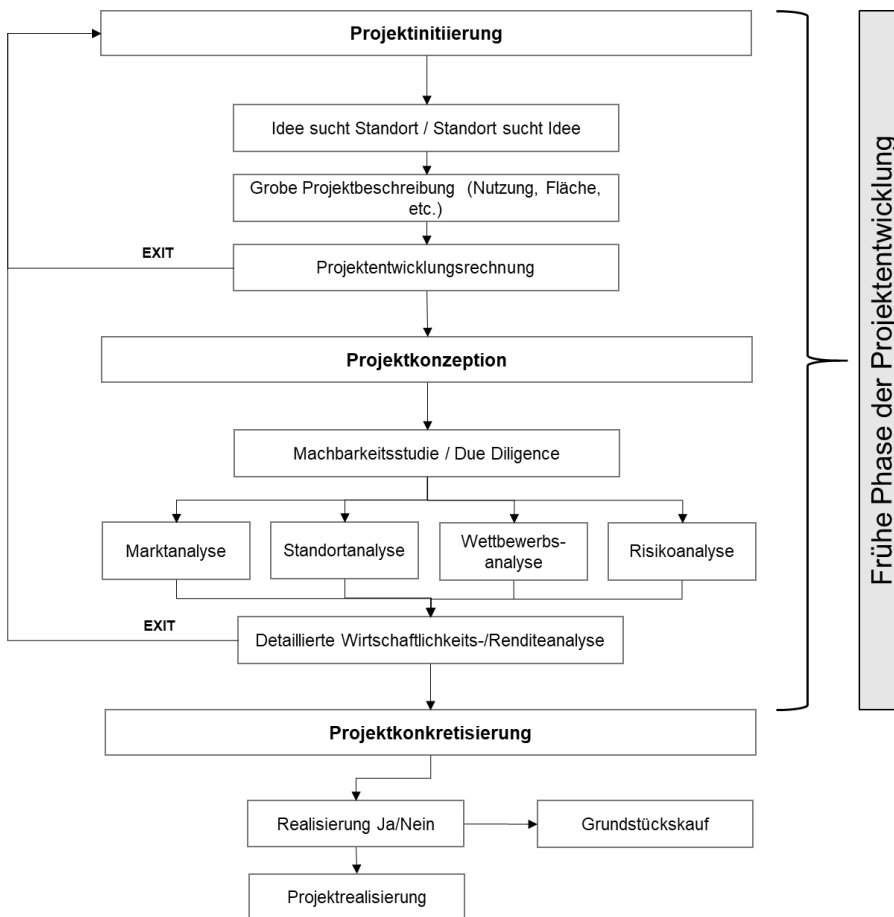 Projektinitiierung
Idee sucht Standort / Standort sucht Idee
Grobe Projektbeschreibung (Nutzung, Fläche,
etc.)
EXIT
Projektentwicklungsrechnung
Projektkonzeption
Machbarkeitsstudie / Due Diligence
Marktanalyse
Standortanalyse
Wettbewerbs-
analyse
Risikoanalyse
EXIT
Detaillierte Wirtschaftlichkeits-/Renditeanalyse
Projektkonkretisierung
Realisierung Ja/Nein
Grundstückskauf
Projektrealisierung
Frühe Phase der Projektentwicklung